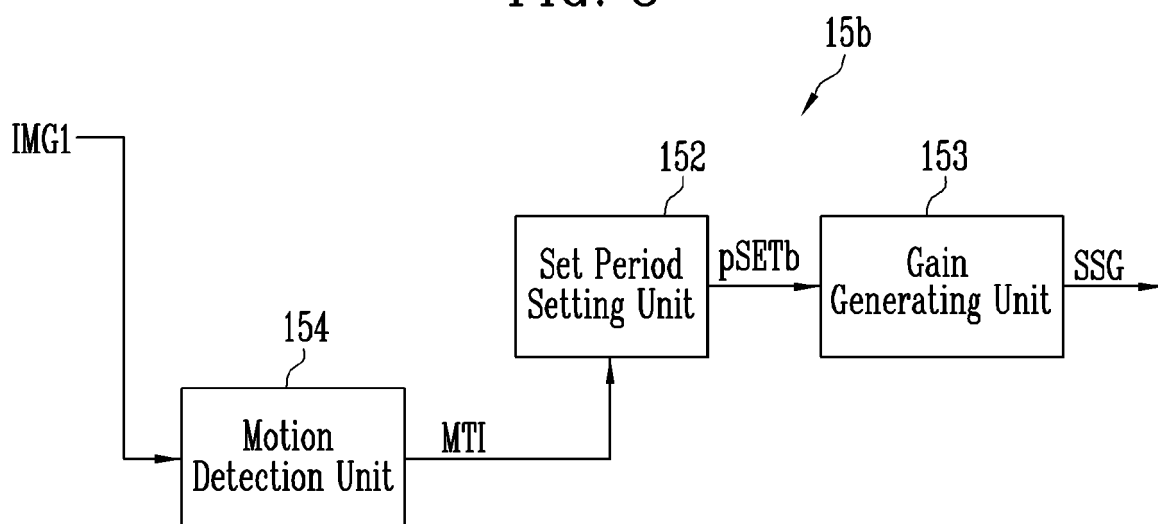 15b
IMG1
152
153
Set Period
Setting Unit
pSETb
Gain
Generating Unit
SSG
154
Motion
Detection Unit
MTI